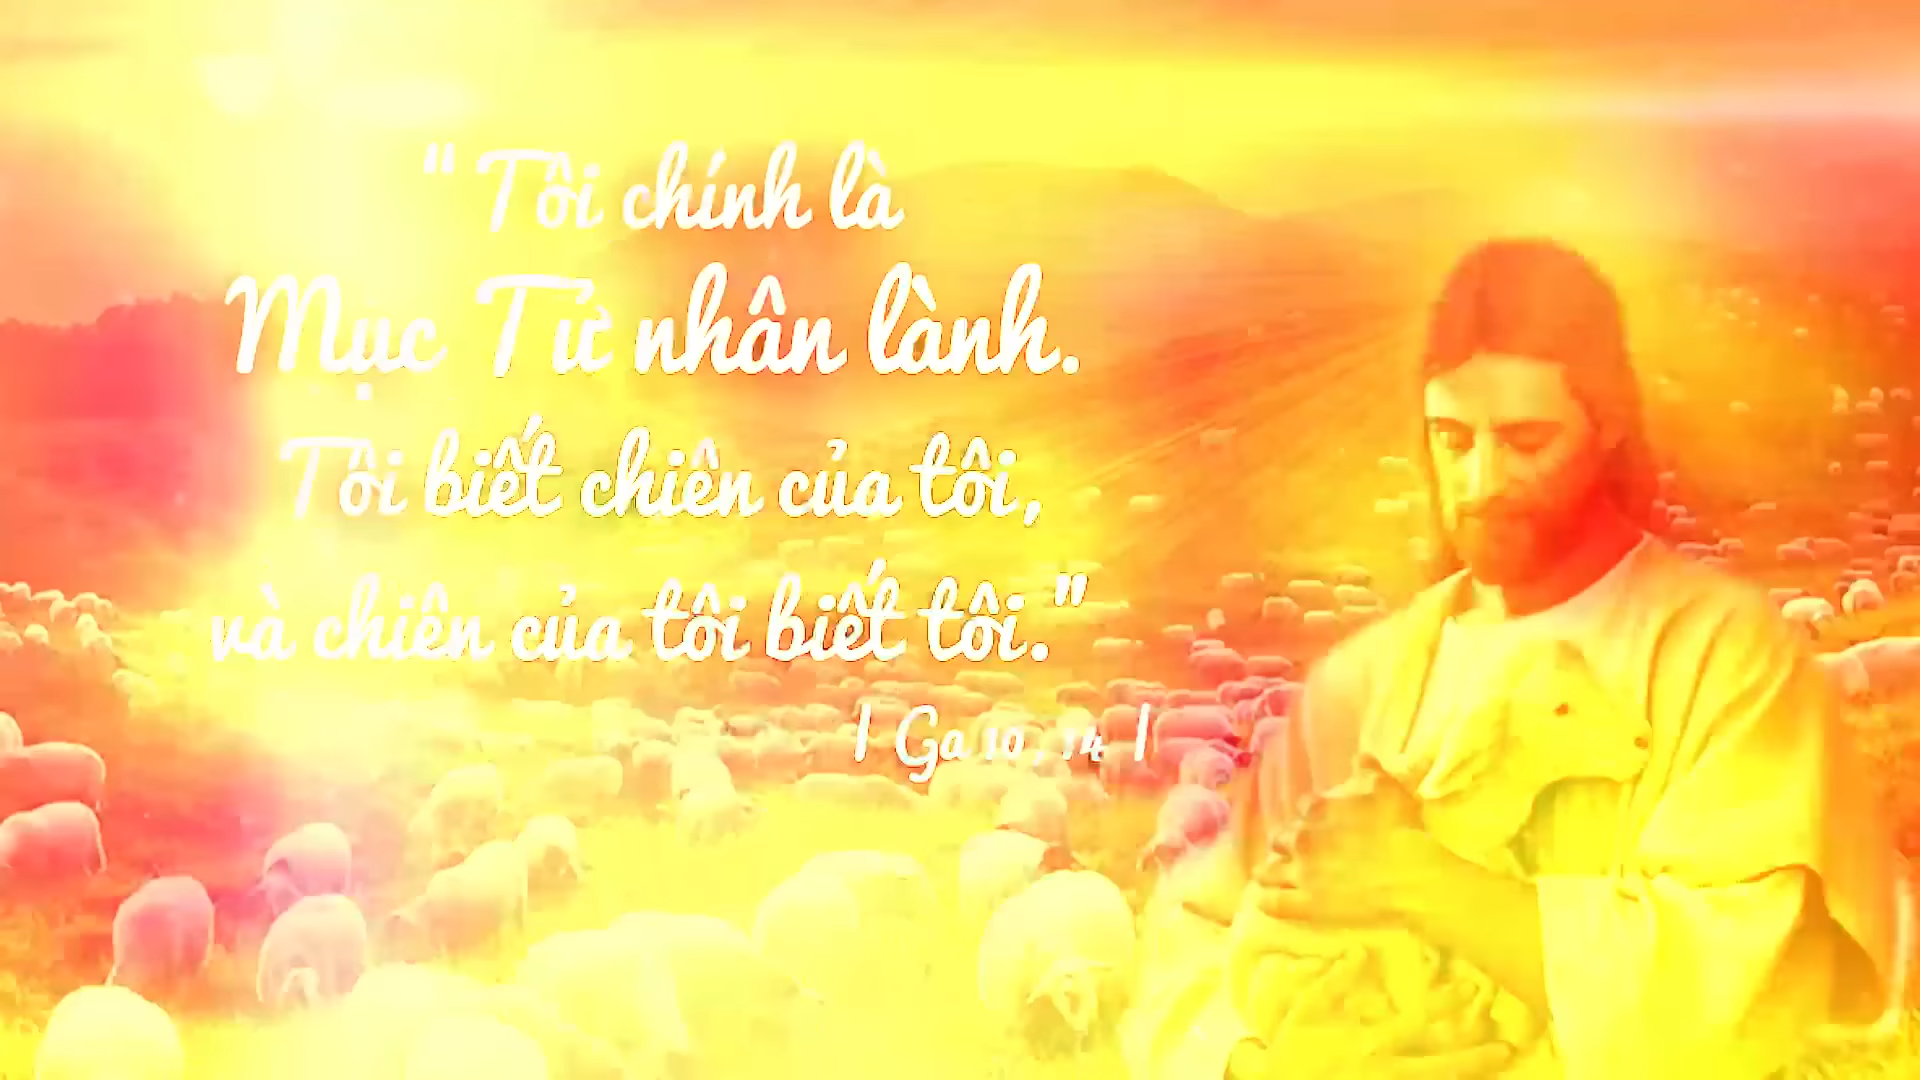 “ Tôi chính là
Mục Tử nhân lành.
Tôi biết chiên của tôi,
và chiên của tôi biết tôi.”
| Ga 10, 14 |